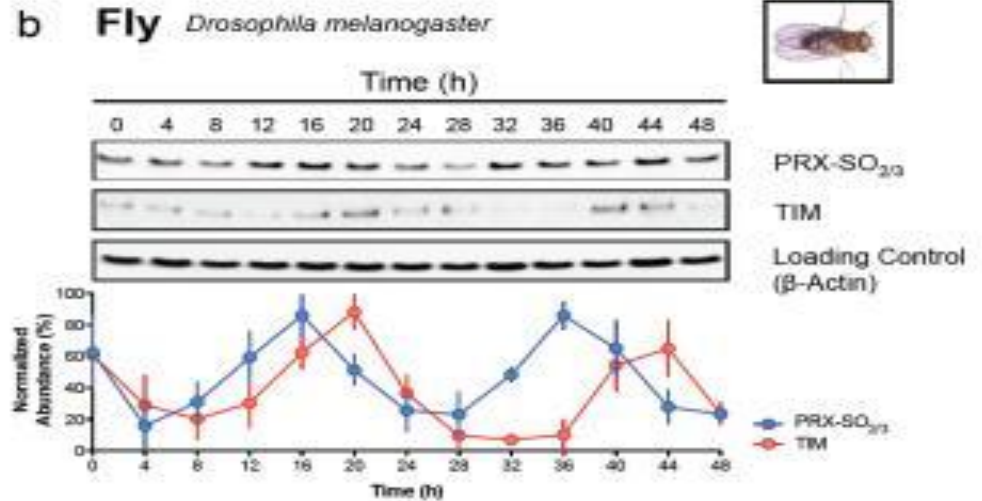 b Fly Drosophila melanogaster
Time (h)
0 4 8 12 16 20 24 28 32 36 40 44 48
PRX-SO2/3
TIM
Loading Control
(β-Actin)
Normalized
Abundance (%)
100
80
60
40
20
0
0 4 8 12 16 20 24 28 32 36 40 44 48
Time (h)
PRX-SO2/3
TIM